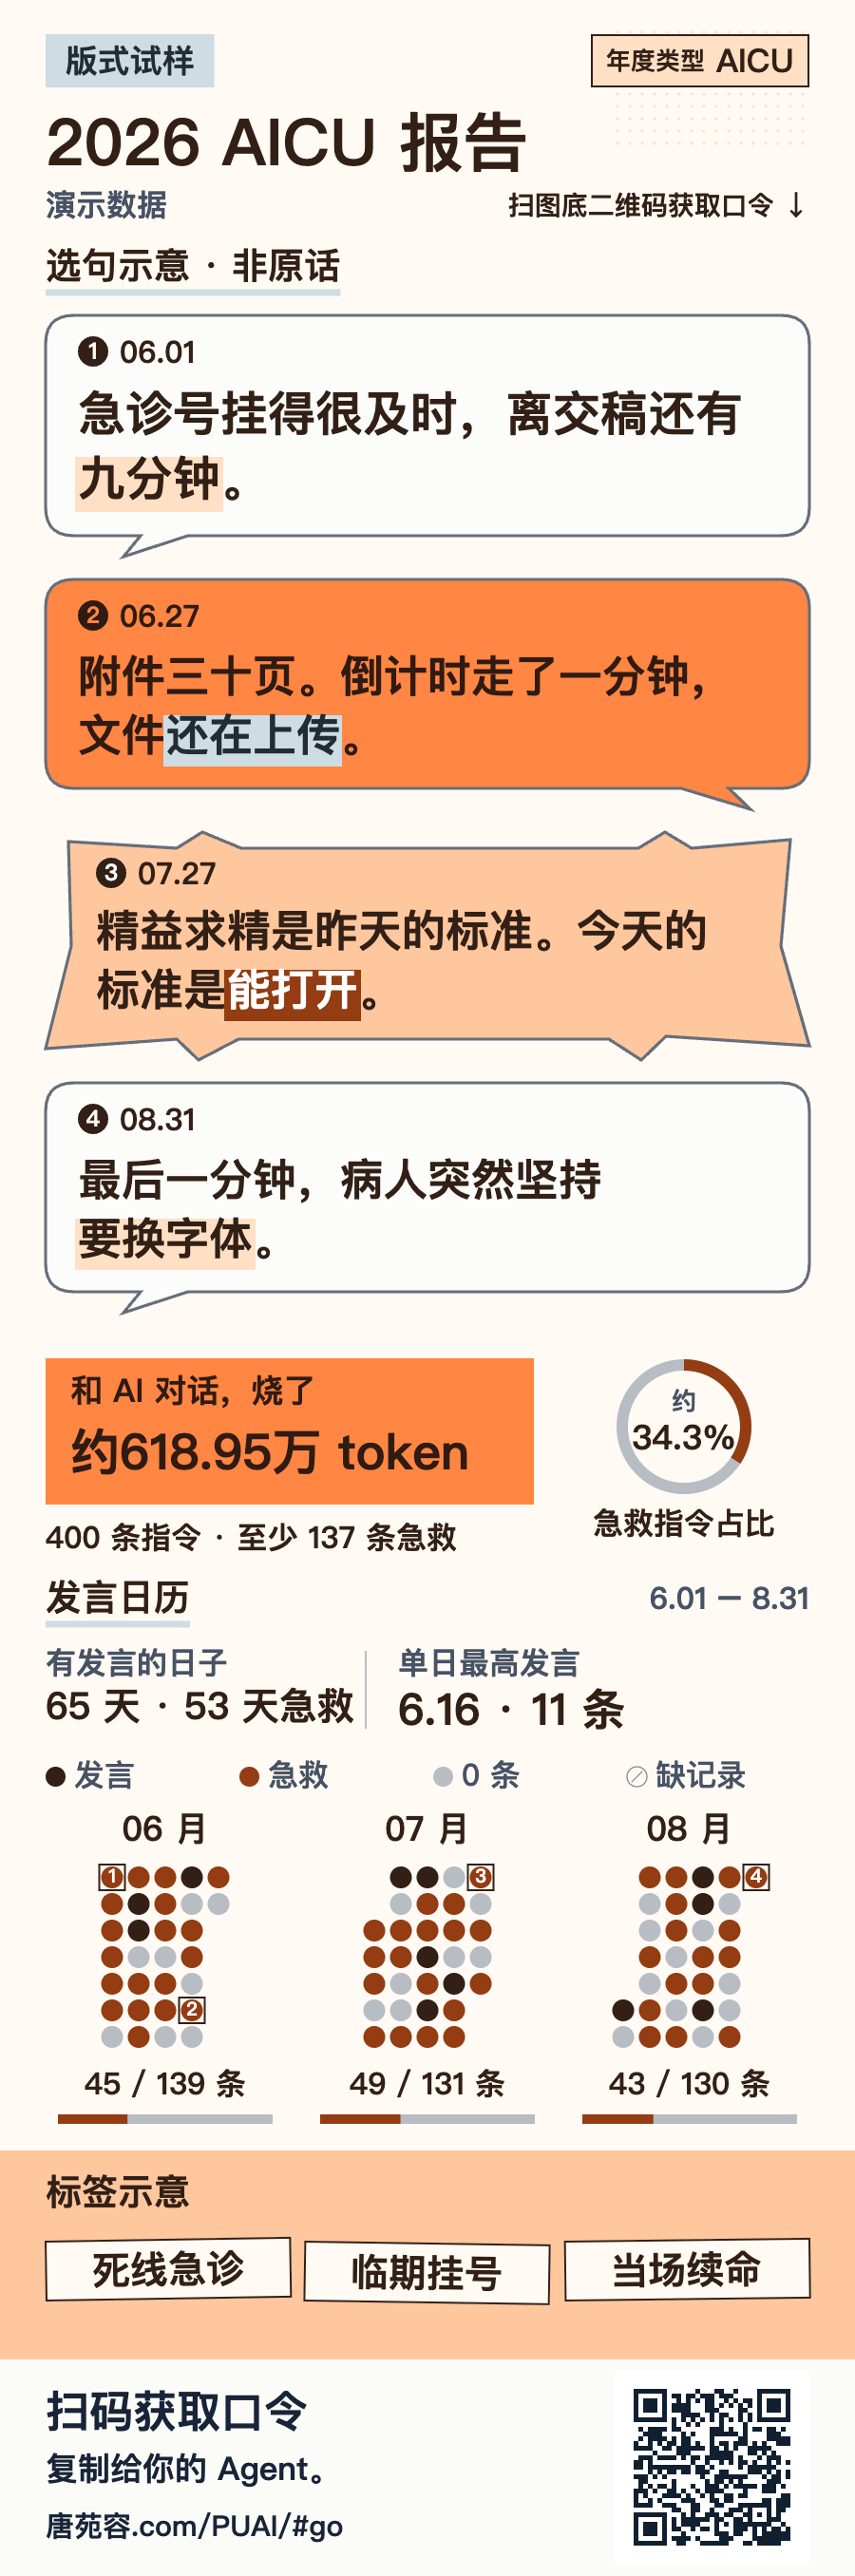 版式试样
年度类型 AICU
2026 AICU 报告
演示数据
扫图底二维码获取口令 ↓
选句示意 · 非原话
1 06.01
急诊号挂得很及时，离交稿还有
九分钟。
2 06.27
附件三十页。倒计时走了一分钟，
文件还在上传。
3 07.27
精益求精是昨天的标准。今天的
标准是能打开。
4 08.31
最后一分钟，病人突然坚持
要换字体。
和 AI 对话，烧了
约618.95万 token
约
34.3%
急救指令占比
400 条指令 · 至少 137 条急救
发言日历
6.01 — 8.31
有发言的日子
65 天 · 53 天急救
单日最高发言
6.16 · 11 条
发言
急救
0 条
缺记录
06 月
07 月
08 月
1
3
4
2
45 / 139 条
49 / 131 条
43 / 130 条
标签示意
死线急诊
临期挂号
当场续命
扫码获取口令
复制给你的 Agent。
唐苑容.com/PUAI/#go